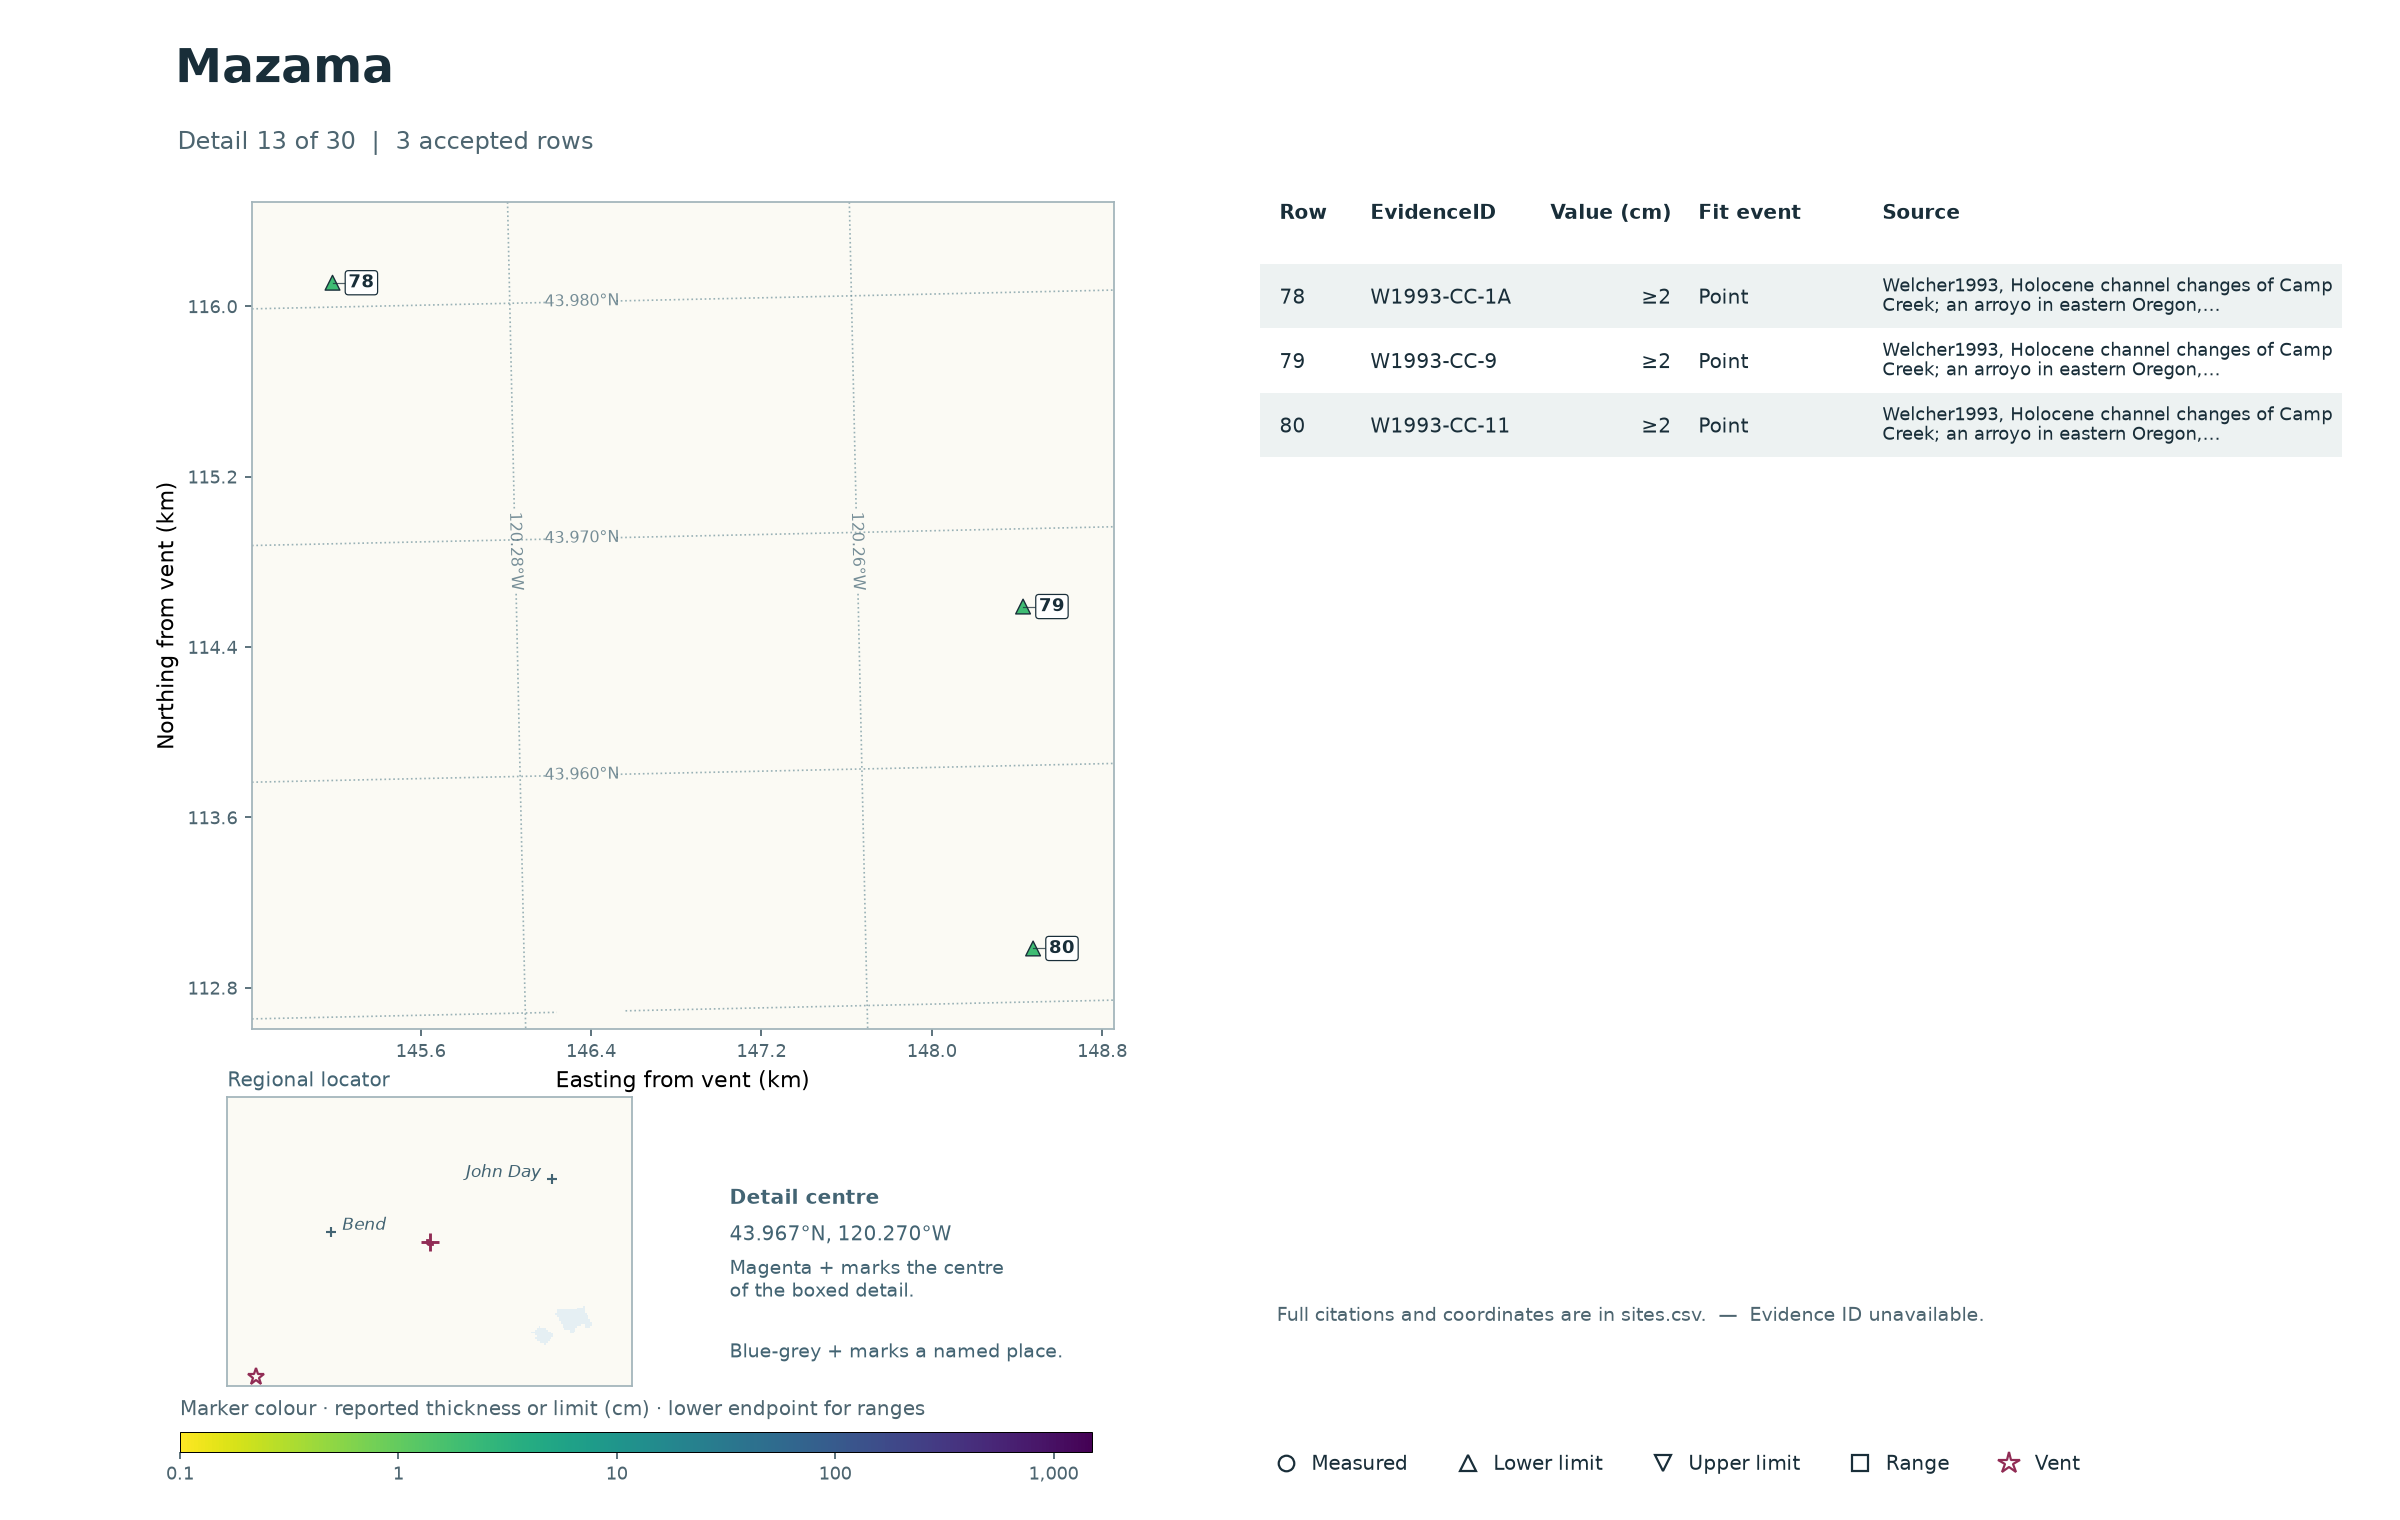 Mazama
Detail 13 of 30 | 3 accepted rows
78
79
80
43.980°N
43.970°N
43.960°N
120.28°W
120.26°W
116.0
115.2
114.4
113.6
112.8
Northing from vent (km)
145.6
146.4
147.2
148.0
148.8
Easting from vent (km)
Row EvidenceID Value (cm) Fit event Source
78 W1993-CC-1A ≥2 Point Welcher1993, Holocene channel changes of Camp
Creek; an arroyo in eastern Oregon,...
79 W1993-CC-9 ≥2 Point Welcher1993, Holocene channel changes of Camp
Creek; an arroyo in eastern Oregon,...
80 W1993-CC-11 ≥2 Point Welcher1993, Holocene channel changes of Camp
Creek; an arroyo in eastern Oregon,...
Regional locator
John Day
Bend
Detail centre
43.967°N, 120.270°W
Magenta + marks the centre
of the boxed detail.
Blue-grey + marks a named place.
Full citations and coordinates are in sites.csv. — Evidence ID unavailable.
Marker colour · reported thickness or limit (cm) · lower endpoint for ranges
0.1 1 10 100 1,000
Measured Lower limit Upper limit Range Vent